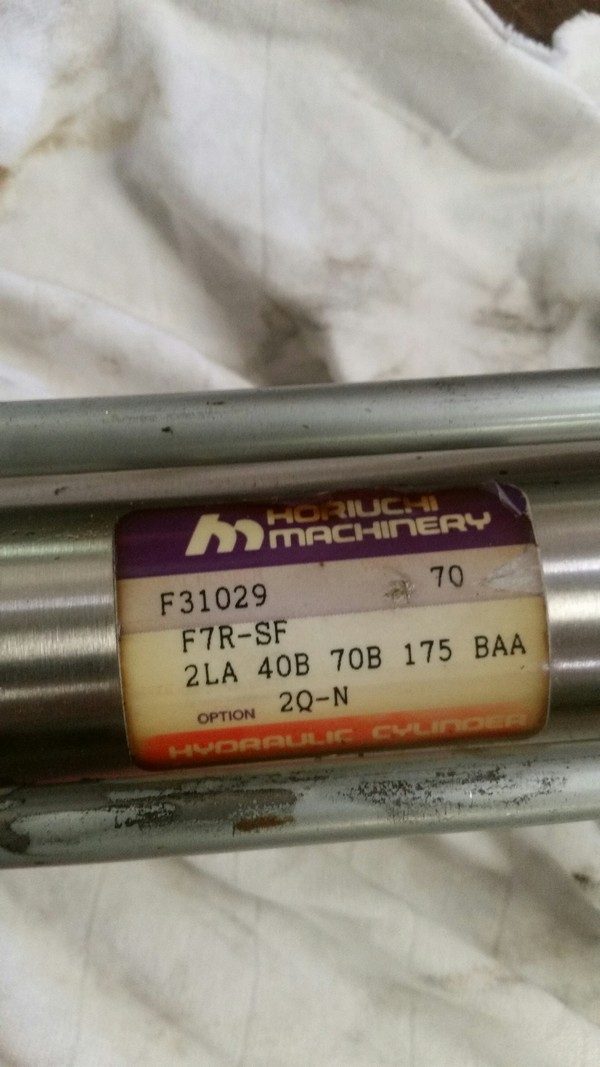 HORIUCHI
MACHINERY
F31029 70
F7R-SF
2LA 40B 70B 175 BAA
OPTION 2Q-N
HYDRAULIC CYLINDER